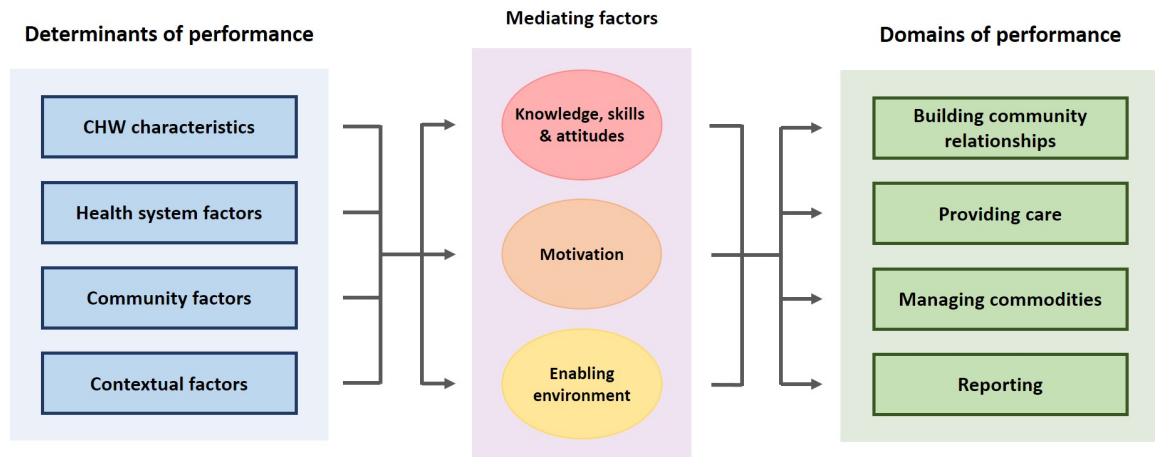 Determinants of performance
CHW characteristics
Health system factors
Community factors
Contextual factors
Mediating factors
Knowledge, skills
& attitudes
Motivation
Enabling
environment
Domains of performance
Building community
relationships
Providing care
Managing commodities
Reporting